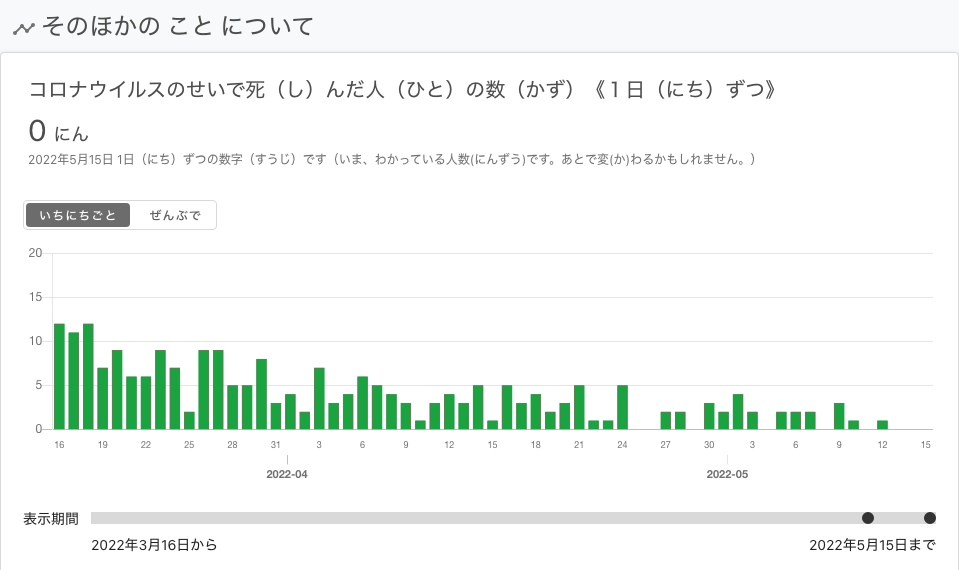 そのほかの こと について
コロナウイルスのせいで死（し）んだ人（ひと）の数（かず）《１日（にち）ずつ》
0 にん
2022年5月15日 1日（にち）ずつの数字（すうじ）です（いま、わかっている人数(にんずう)です。あとで変(か)わるかもしれません。）
いちにちごと ぜんぶで
20
15
10
5
0
16 19 22 25 28 31 3 6 9 12 15 18 21 24 27 30 3 6 9 12 15
2022-04 2022-05
表示期間
2022年3月16日から 2022年5月15日まで